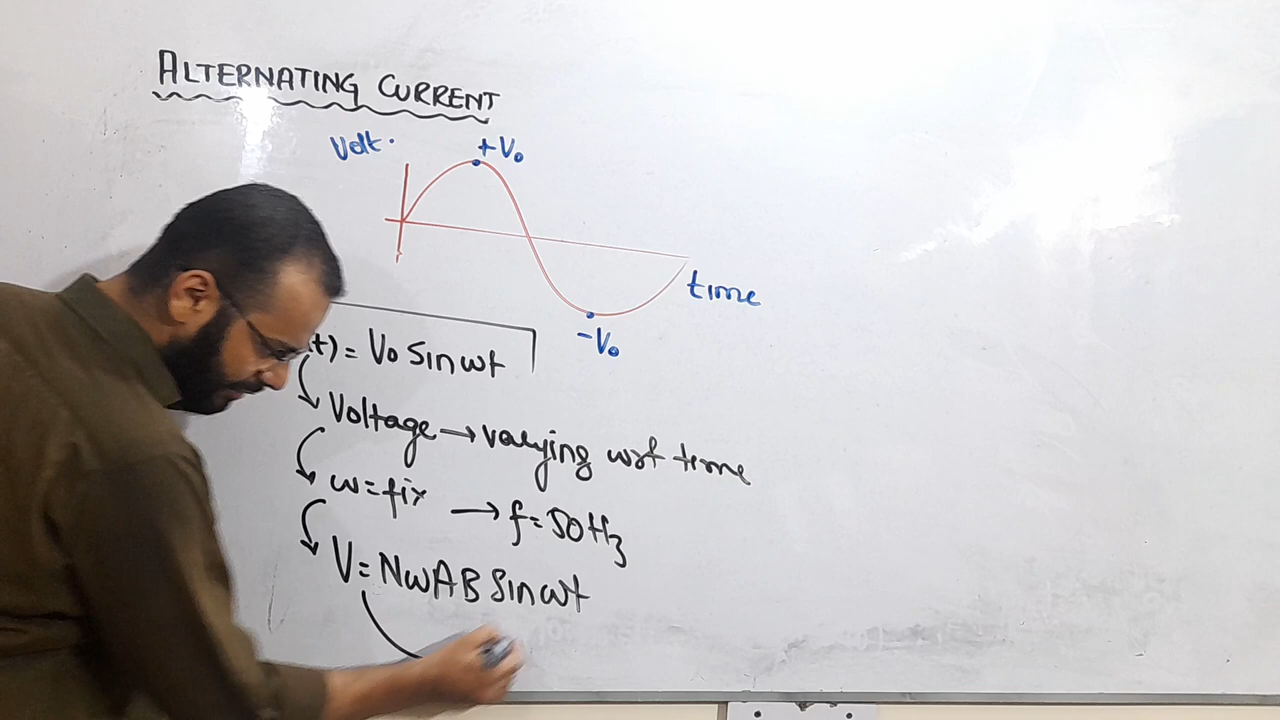 ALTERNATING CURRENT
Volt.
+V₀
time
-V₀
t) = V₀ Sin ωt
Voltage → varying wrt time
ω = fix → f = 50 Hz
V = NωAB Sin ωt